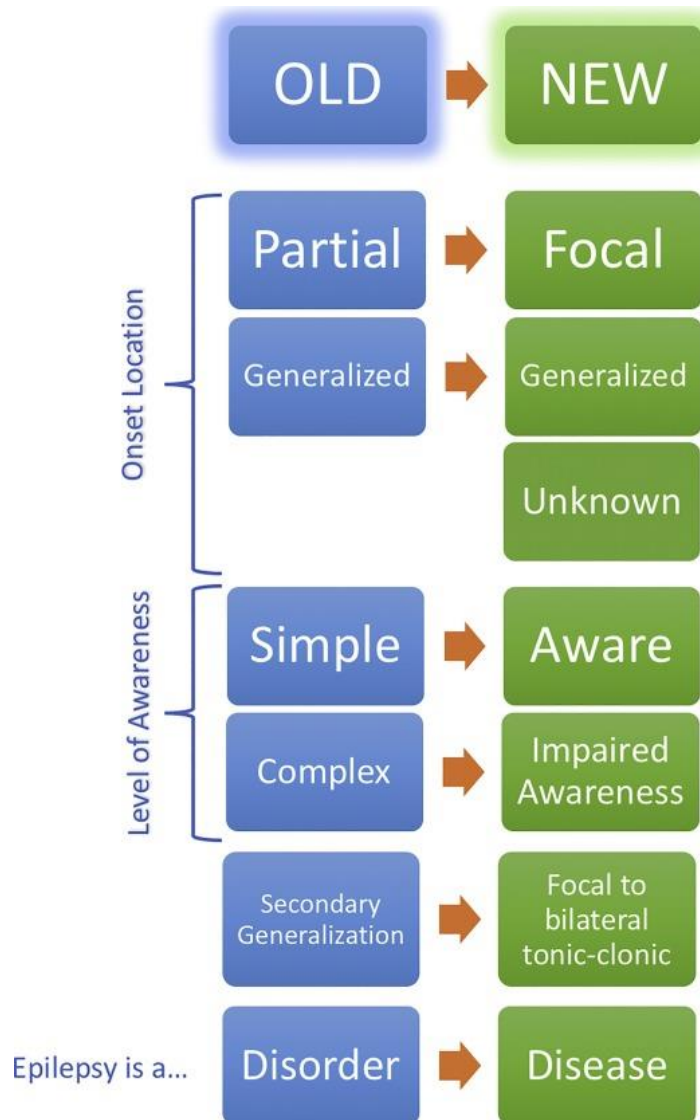 OLD
NEW
Onset Location
Partial
Focal
Generalized
Generalized
Unknown
Level of Awareness
Simple
Aware
Complex
Impaired
Awareness
Secondary
Generalization
Focal to
bilateral
tonic-clonic
Epilepsy is a...
Disorder
Disease